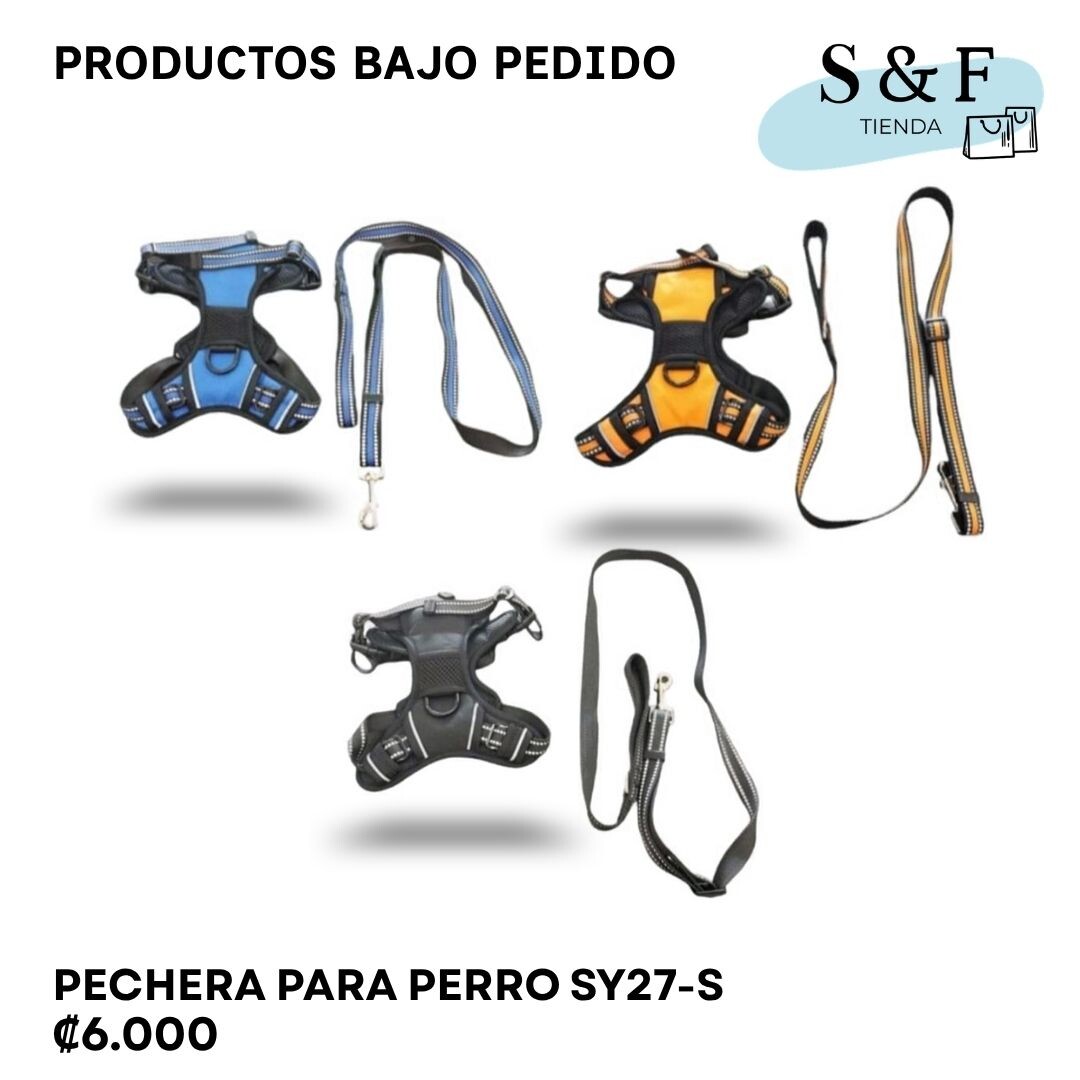 PRODUCTOS BAJO PEDIDO
S & F
TIENDA
PECHERA PARA PERRO SY27-S
₡6.000